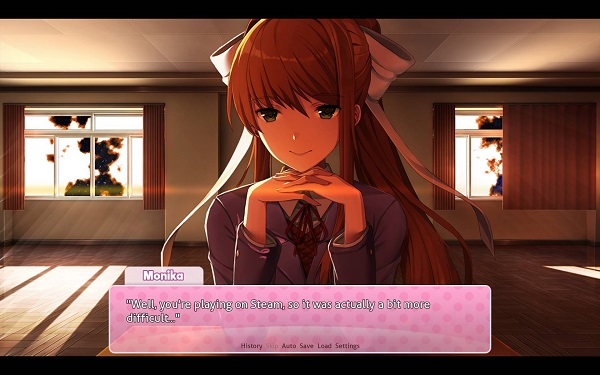 Monika
"Well, you're playing on Steam, so it was actually a bit more
difficult..."
History Skip Auto Save Load Settings